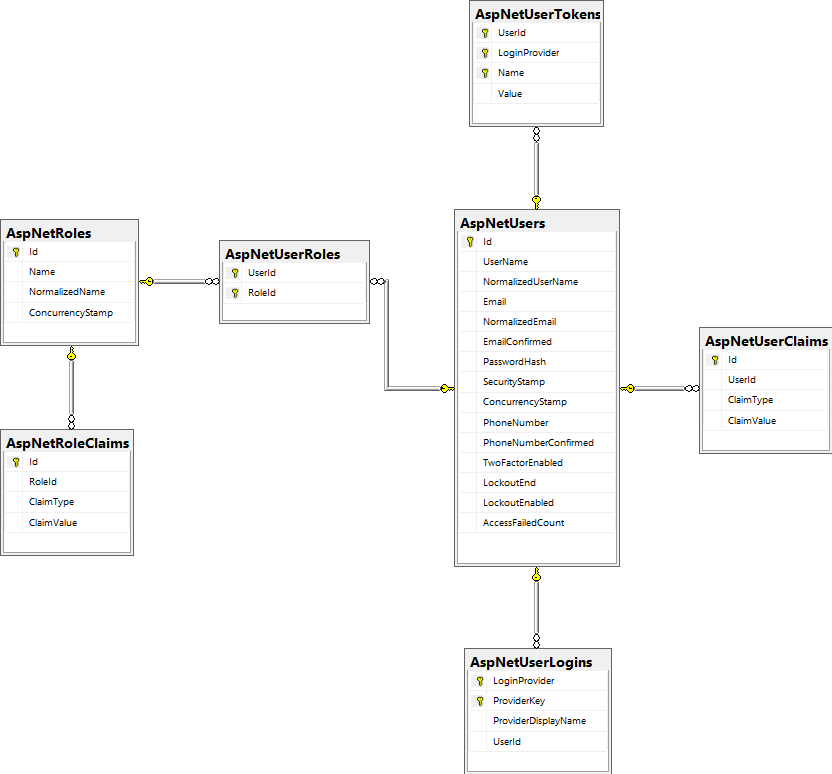 AspNetUserTokens
UserId
LoginProvider
Name
Value
AspNetRoles
Id
Name
NormalizedName
ConcurrencyStamp
AspNetUserRoles
UserId
RoleId
AspNetUsers
Id
UserName
NormalizedUserName
Email
NormalizedEmail
EmailConfirmed
PasswordHash
SecurityStamp
ConcurrencyStamp
PhoneNumber
PhoneNumberConfirmed
TwoFactorEnabled
LockoutEnd
LockoutEnabled
AccessFailedCount
AspNetUserClaims
Id
UserId
ClaimType
ClaimValue
AspNetRoleClaims
Id
RoleId
ClaimType
ClaimValue
AspNetUserLogins
LoginProvider
ProviderKey
ProviderDisplayName
UserId